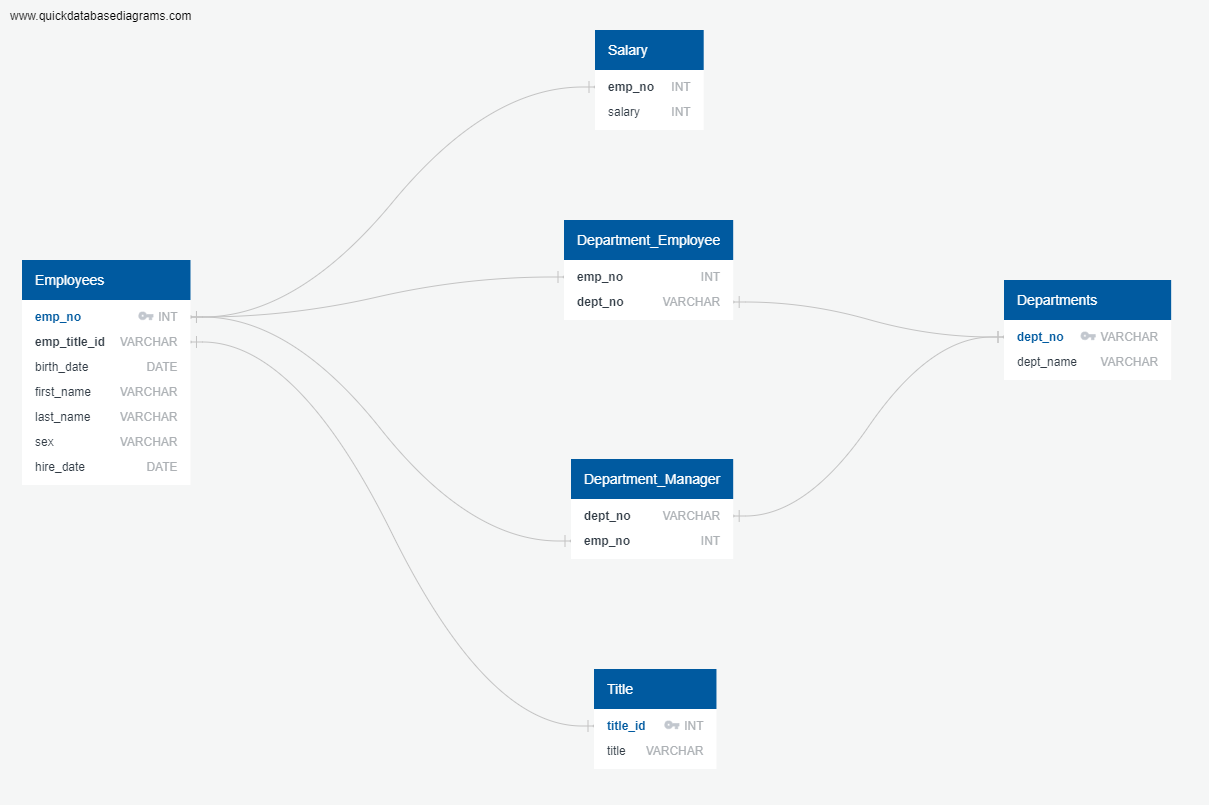 www.quickdatabasediagrams.com
Salary
emp_no INT
salary INT
Department_Employee
emp_no INT
dept_no VARCHAR
Employees
emp_no INT
emp_title_id VARCHAR
birth_date DATE
first_name VARCHAR
last_name VARCHAR
sex VARCHAR
hire_date DATE
Departments
dept_no VARCHAR
dept_name VARCHAR
Department_Manager
dept_no VARCHAR
emp_no INT
Title
title_id INT
title VARCHAR